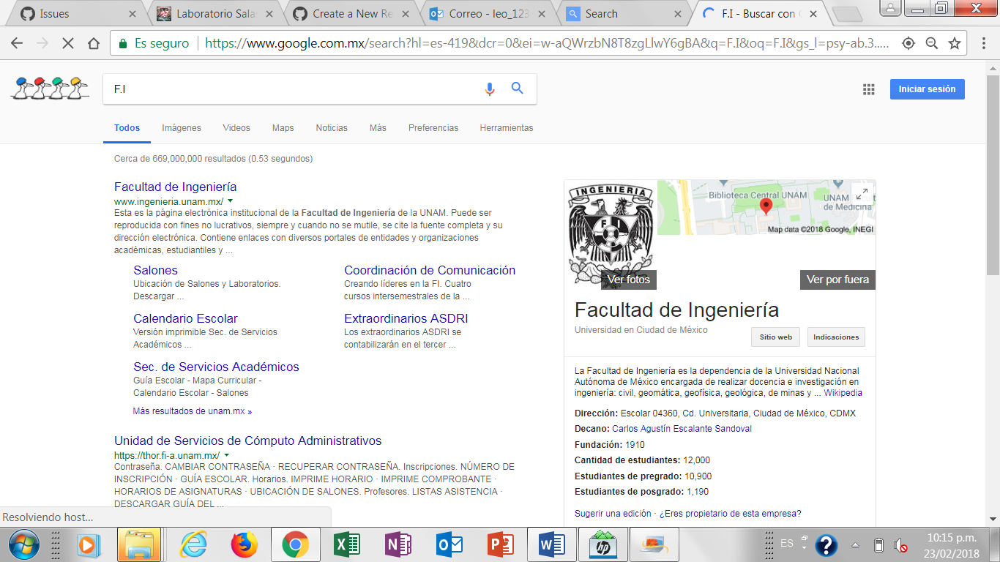 Issues
Laboratorio Sala
Create a New Re
Correo - leo_123
Search
F.I - Buscar con G
Es seguro
https://www.google.com.mx/search?hl=es-419&dcr=0&ei=w-aQWrzbN8T8zgLlwY6gBA&q=F.I&oq=F.I&gs_l=psy-ab.3.....
F.I
Iniciar sesión
Todos Imágenes Videos Maps Noticias Más Preferencias Herramientas
Cerca de 669,000,000 resultados (0.53 segundos)
Facultad de Ingeniería
www.ingenieria.unam.mx/
Esta es la página electrónica institucional de la Facultad de Ingeniería de la UNAM. Puede ser
reproducida con fines no lucrativos, siempre y cuando no se mutile, se cite la fuente completa y su
dirección electrónica. Contiene enlaces con diversos portales de entidades y organizaciones
académicas, estudiantiles y ...
Salones
Ubicación de Salones y Laboratorios.
Descargar ...
Coordinación de Comunicación
Creando líderes en la FI. Cuatro
cursos intersemestrales de la ...
Calendario Escolar
Versión imprimible Sec. de Servicios
Académicos ...
Extraordinarios ASDRI
Los extraordinarios ASDRI se
contabilizarán en el tercer ...
Sec. de Servicios Académicos
Guía Escolar - Mapa Curricular -
Calendario Escolar - Salones
Más resultados de unam.mx »
Unidad de Servicios de Cómputo Administrativos
https://thor.fi-a.unam.mx/
Contraseña. CAMBIAR CONTRASEÑA · RECUPERAR CONTRASEÑA. Inscripciones. NÚMERO DE
INSCRIPCIÓN · GUÍA ESCOLAR. Horarios. IMPRIME HORARIO · IMPRIME COMPROBANTE ·
HORARIOS DE ASIGNATURAS · UBICACIÓN DE SALONES. Profesores. LISTAS ASISTENCIA ·
DESCARGAR GUÍA DEL ...
INGENIERIA
F I
Biblioteca Central UNAM
UNAM
de Medicina
Map data ©2018 Google, INEGI
Ver fotos
Ver por fuera
Facultad de Ingeniería
Universidad en Ciudad de México
Sitio web
Indicaciones
La Facultad de Ingeniería es la dependencia de la Universidad Nacional
Autónoma de México encargada de realizar docencia e investigación en
ingeniería: civil, geomática, geofísica, geológica, de minas y ... Wikipedia
Dirección: Escolar 04360, Cd. Universitaria, Ciudad de México, CDMX
Decano: Carlos Agustín Escalante Sandoval
Fundación: 1910
Cantidad de estudiantes: 12,000
Estudiantes de pregrado: 10,900
Estudiantes de posgrado: 1,190
Sugerir una edición · ¿Eres propietario de esta empresa?
Resolviendo host...
ES
10:15 p.m.
23/02/2018